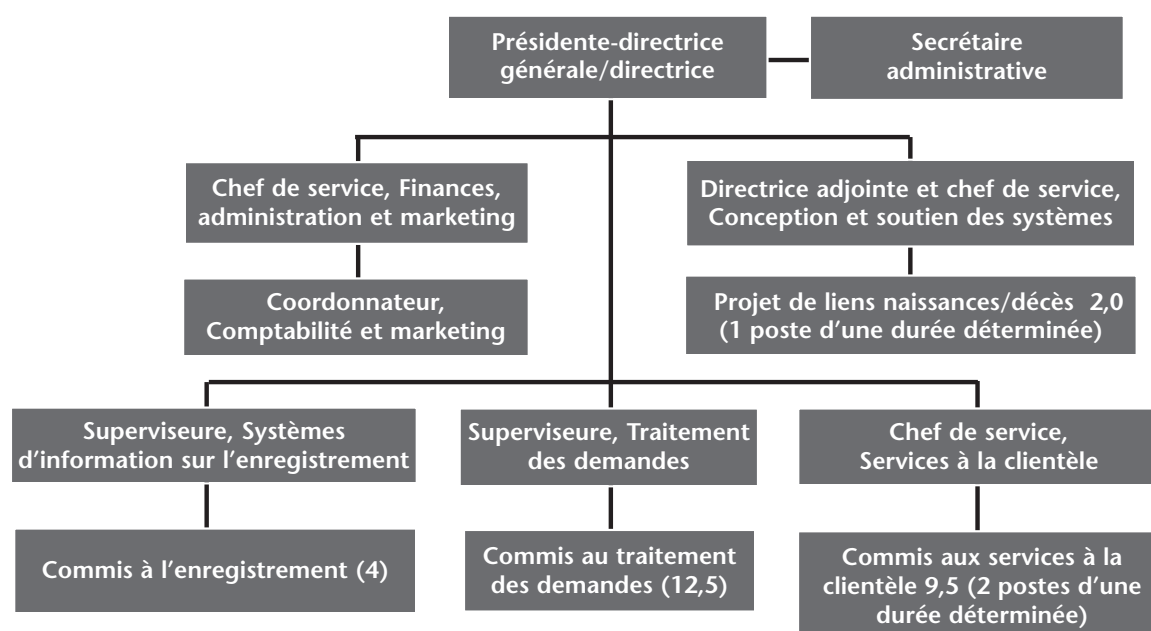 Présidente-directrice
générale/directrice
Secrétaire
administrative
Chef de service, Finances,
administration et marketing
Directrice adjointe et chef de service,
Conception et soutien des systèmes
Coordonnateur,
Comptabilité et marketing
Projet de liens naissances/décès 2,0
(1 poste d’une durée déterminée)
Superviseure, Systèmes
d’information sur l’enregistrement
Superviseure, Traitement
des demandes
Chef de service,
Services à la clientèle
Commis à l’enregistrement (4)
Commis au traitement
des demandes (12,5)
Commis aux services à la
clientèle 9,5 (2 postes d’une
durée déterminée)